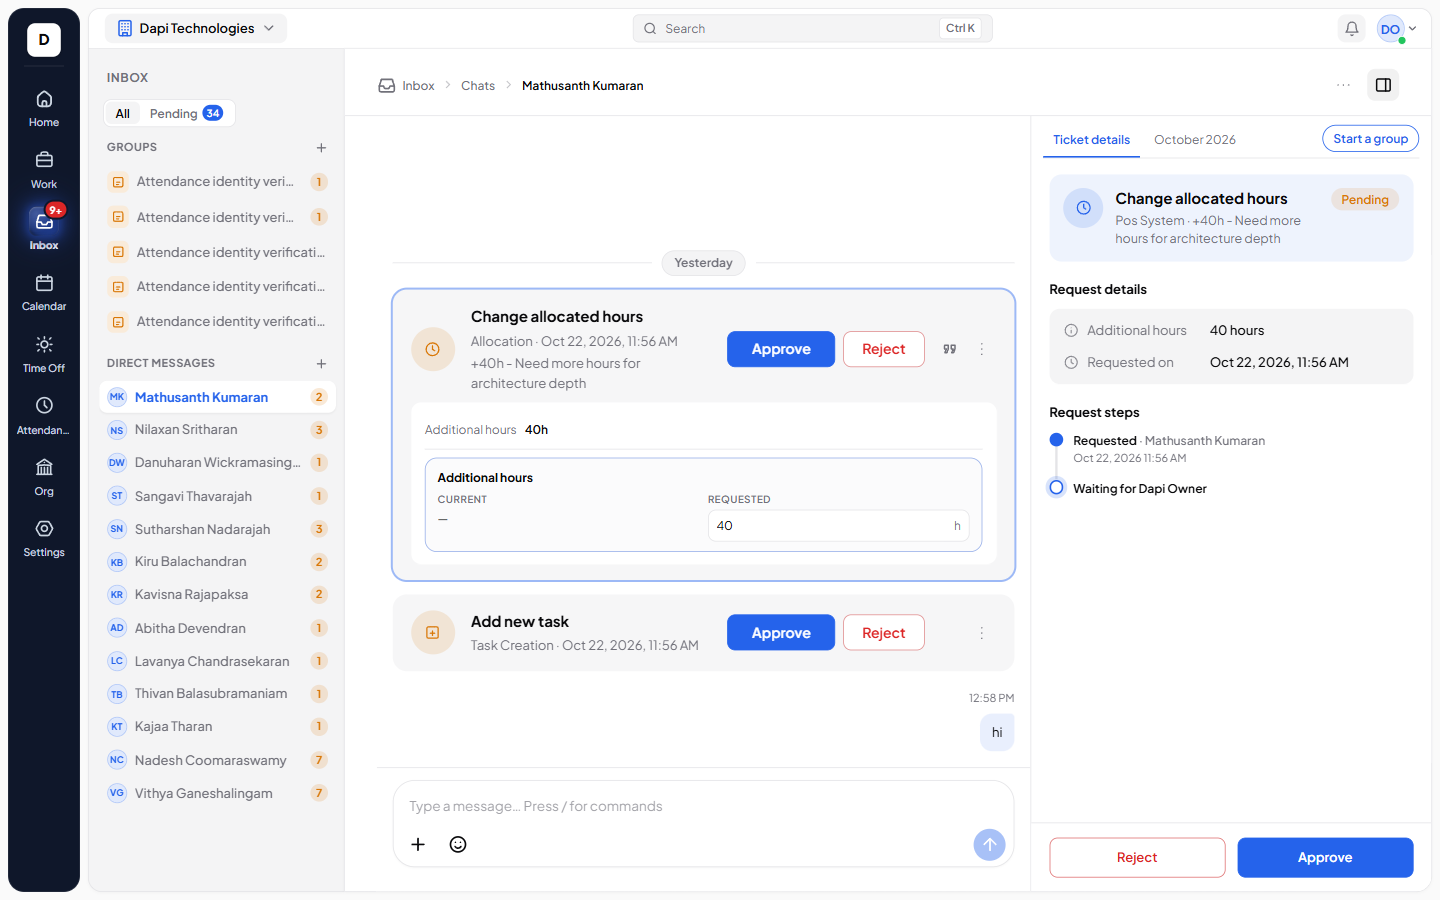 D
Home
Work
9+
Inbox
Calendar
Time Off
Attendan...
Org
Settings
Dapi Technologies
Search
Ctrl K
DO
INBOX
All
Pending 34
GROUPS
Attendance identity veri... 1
Attendance identity veri... 1
Attendance identity verificati...
Attendance identity verificati...
Attendance identity verificati...
DIRECT MESSAGES
MK Mathusanth Kumaran 2
NS Nilaxan Sritharan 3
DW Danuharan Wickramasing... 1
ST Sangavi Thavarajah 1
SN Sutharshan Nadarajah 3
KB Kiru Balachandran 2
KR Kavisna Rajapaksa 2
AD Abitha Devendran 1
LC Lavanya Chandrasekaran 1
TB Thivan Balasubramaniam 1
KT Kajaa Tharan 1
NC Nadesh Coomaraswamy 7
VG Vithya Ganeshalingam 7
Inbox > Chats > Mathusanth Kumaran
Yesterday
Change allocated hours
Allocation · Oct 22, 2026, 11:56 AM
+40h - Need more hours for
architecture depth
Approve
Reject
Additional hours 40h
Additional hours
CURRENT
—
REQUESTED
40 h
Add new task
Task Creation · Oct 22, 2026, 11:56 AM
Approve
Reject
12:58 PM
hi
Type a message... Press / for commands
Ticket details
October 2026
Start a group
Change allocated hours
Pending
Pos System · +40h - Need more
hours for architecture depth
Request details
Additional hours 40 hours
Requested on Oct 22, 2026, 11:56 AM
Request steps
Requested · Mathusanth Kumaran
Oct 22, 2026 11:56 AM
Waiting for Dapi Owner
Reject
Approve